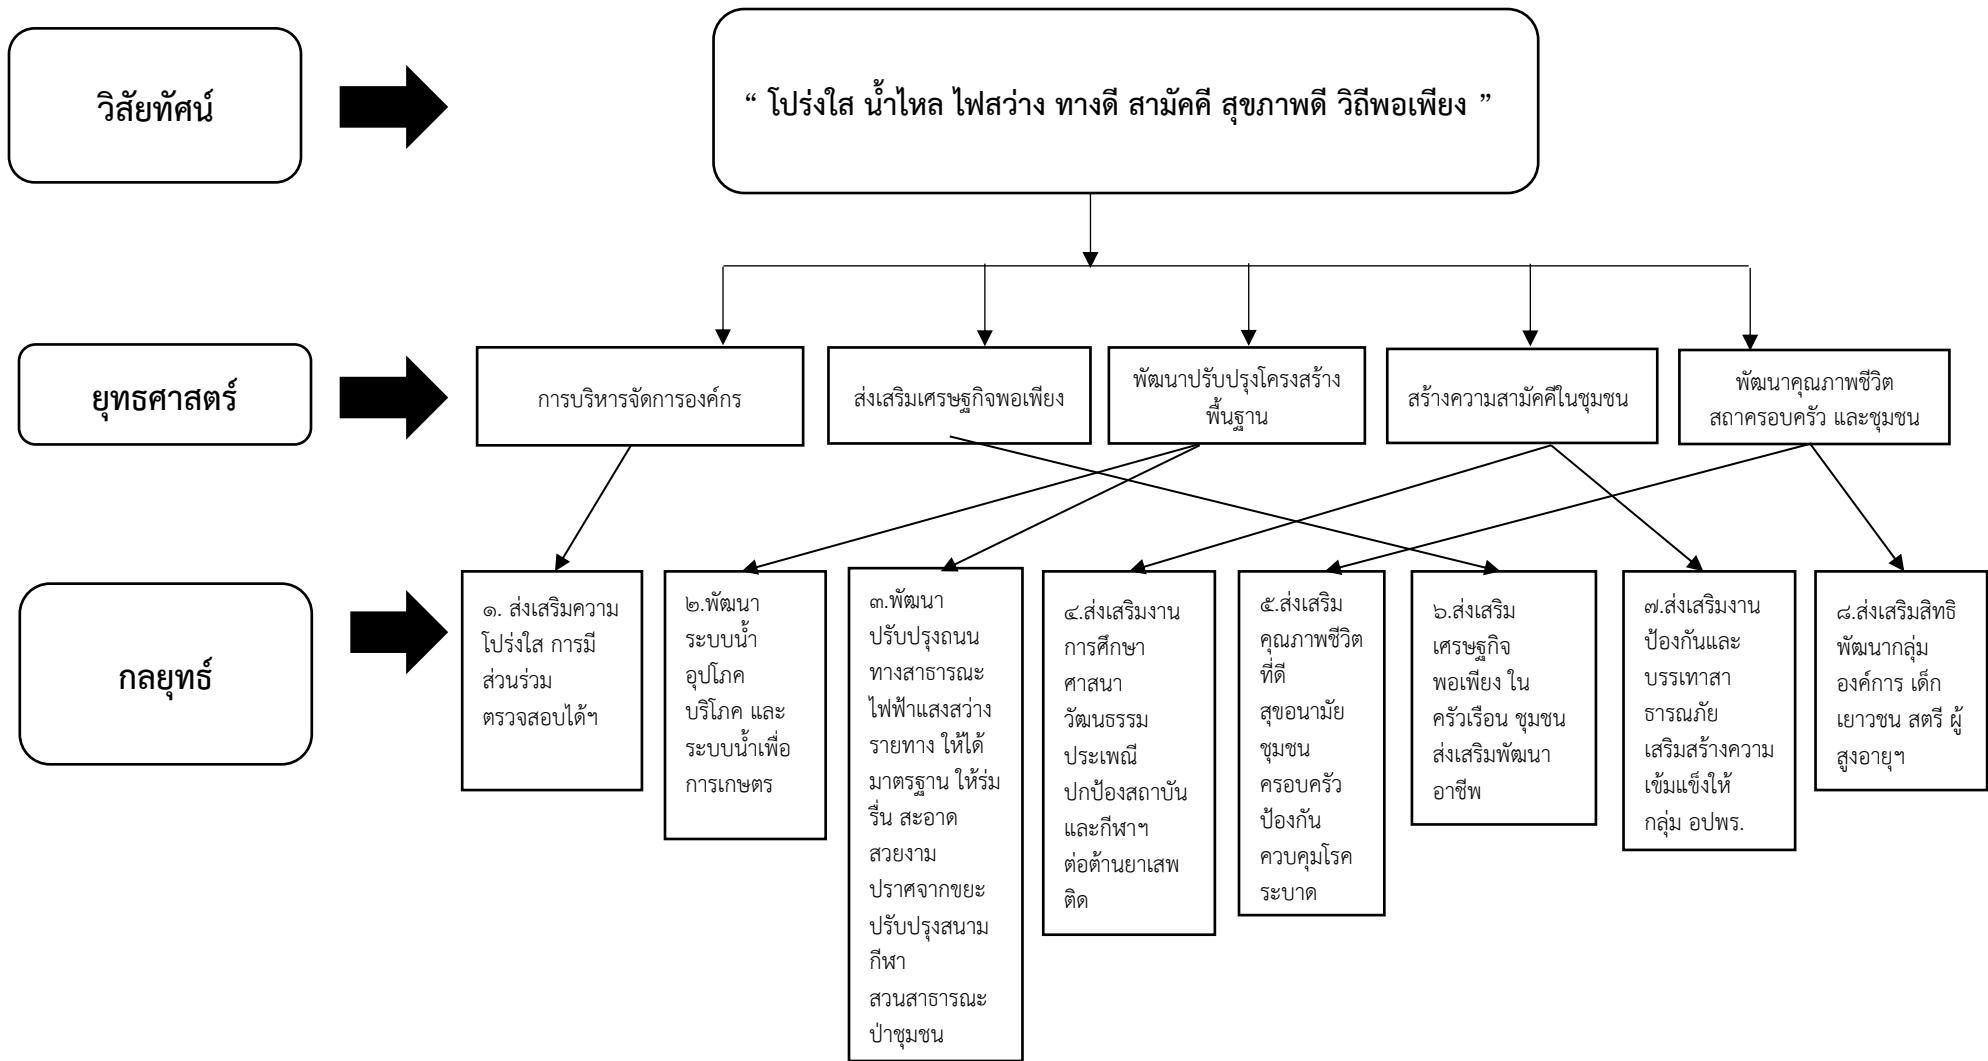 วิสัยทัศน์
“ โปร่งใส น้ำไหล ไฟสว่าง ทางดี สามัคคี สุขภาพดี วิถีพอเพียง ”
ยุทธศาสตร์
การบริหารจัดการองค์กร
ส่งเสริมเศรษฐกิจพอเพียง
พัฒนาปรับปรุงโครงสร้าง
พื้นฐาน
สร้างความสามัคคีในชุมชน
พัฒนาคุณภาพชีวิต
สถาครอบครัว และชุมชน
กลยุทธ์
๑. ส่งเสริมความ
โปร่งใส การมี
ส่วนร่วม
ตรวจสอบได้ฯ
๒.พัฒนา
ระบบน้ำ
อุปโภค
บริโภค และ
ระบบน้ำเพื่อ
การเกษตร
๓.พัฒนา
ปรับปรุงถนน
ทางสาธารณะ
ไฟฟ้าแสงสว่าง
รายทาง ให้ได้
มาตรฐาน ให้ร่ม
รื่น สะอาด
สวยงาม
ปราศจากขยะ
ปรับปรุงสนาม
กีฬา
สวนสาธารณะ
ป่าชุมชน
๔.ส่งเสริมงาน
การศึกษา
ศาสนา
วัฒนธรรม
ประเพณี
ปกป้องสถาบัน
และกีฬาฯ
ต่อต้านยาเสพ
ติด
๕.ส่งเสริม
คุณภาพชีวิต
ที่ดี
สุขอนามัย
ชุมชน
ครอบครัว
ป้องกัน
ควบคุมโรค
ระบาด
๖.ส่งเสริม
เศรษฐกิจ
พอเพียง ใน
ครัวเรือน ชุมชน
ส่งเสริมพัฒนา
อาชีพ
๗.ส่งเสริมงาน
ป้องกันและ
บรรเทาสา
ธารณภัย
เสริมสร้างความ
เข้มแข็งให้
กลุ่ม อปพร.
๘.ส่งเสริมสิทธิ
พัฒนากลุ่ม
องค์การ เด็ก
เยาวชน สตรี ผู้
สูงอายุฯ